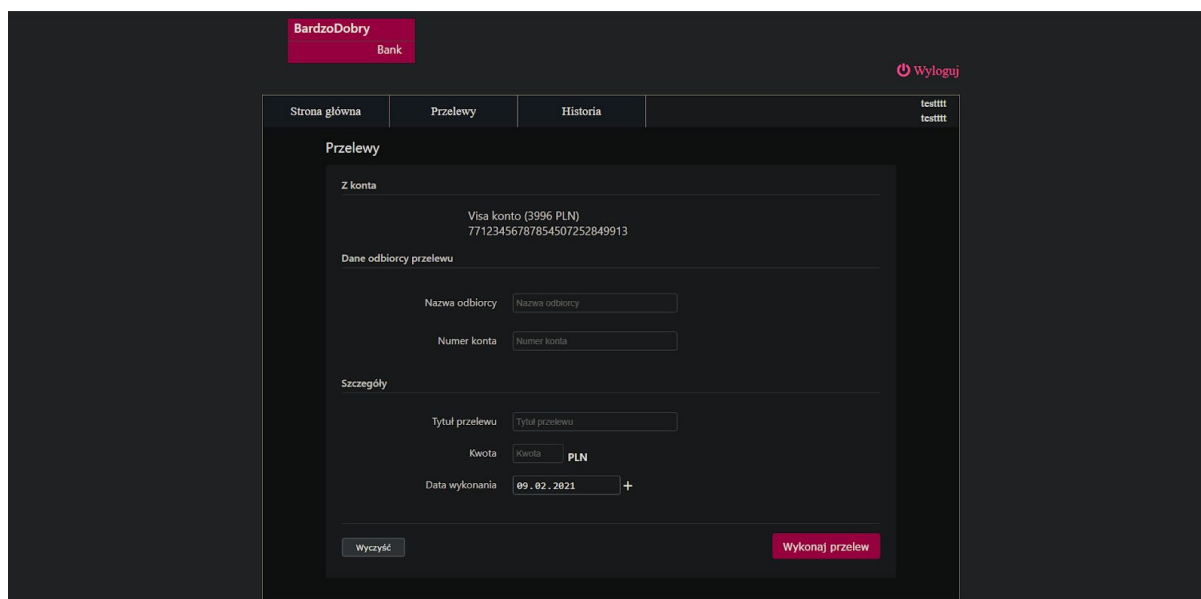 BardzoDobry
Bank
Wyloguj
Strona główna Przelewy Historia testttt
testttt
Przelewy
Z konta
Visa konto (3996 PLN)
77123456787854507252849913
Dane odbiorcy przelewu
Nazwa odbiorcy Nazwa odbiorcy
Numer konta Numer konta
Szczegóły
Tytuł przelewu Tytuł przelewu
Kwota Kwota PLN
Data wykonania 09.02.2021 +
Wyczyść Wykonaj przelew